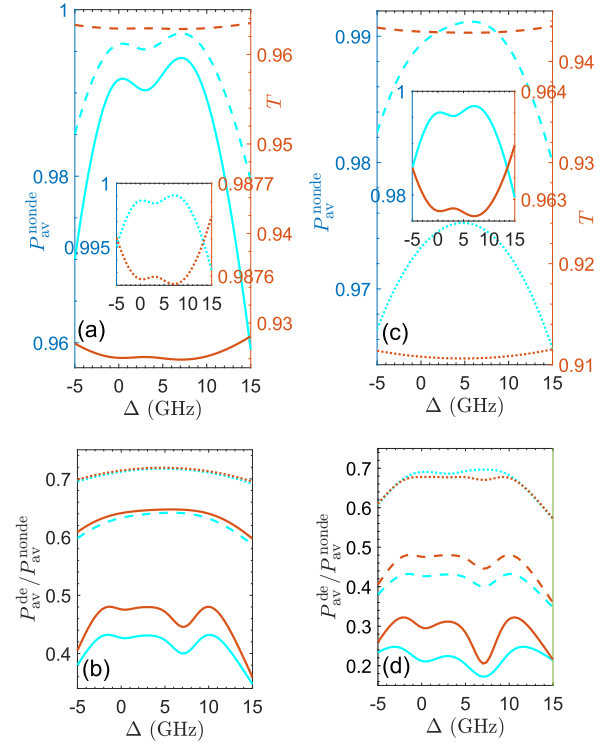 1
0.98
0.96
P_av^nonde
0.96
0.95
0.94
0.93
T
1
0.995
0.9877
0.9876
-5 0 5 10 15
(a)
-5 0 5 10 15
Δ (GHz)
0.99
0.98
0.97
P_av^nonde
0.94
0.93
0.92
0.91
T
1
0.98
0.964
0.963
-5 0 5 10 15
(c)
-5 0 5 10 15
Δ (GHz)
0.7
0.6
0.5
0.4
P_av^de/P_av^nonde
(b)
-5 0 5 10 15
Δ (GHz)
0.7
0.6
0.5
0.4
0.3
0.2
P_av^de/P_av^nonde
(d)
-5 0 5 10 15
Δ (GHz)